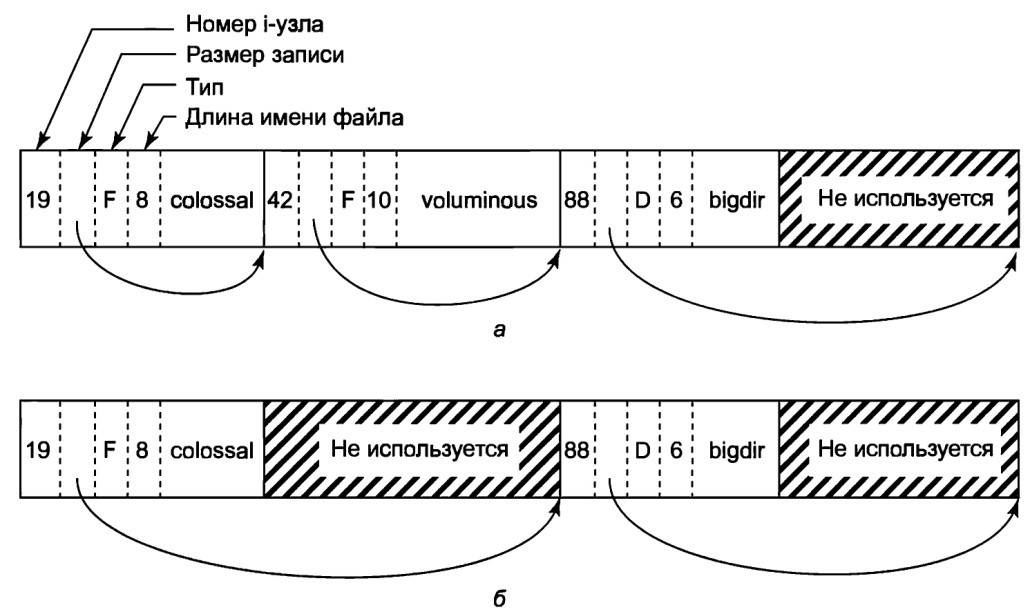 Номер i-узла
Размер записи
Тип
Длина имени файла
19 F 8 colossal 42 F 10 voluminous 88 D 6 bigdir Не используется
а
19 F 8 colossal Не используется 88 D 6 bigdir Не используется
б